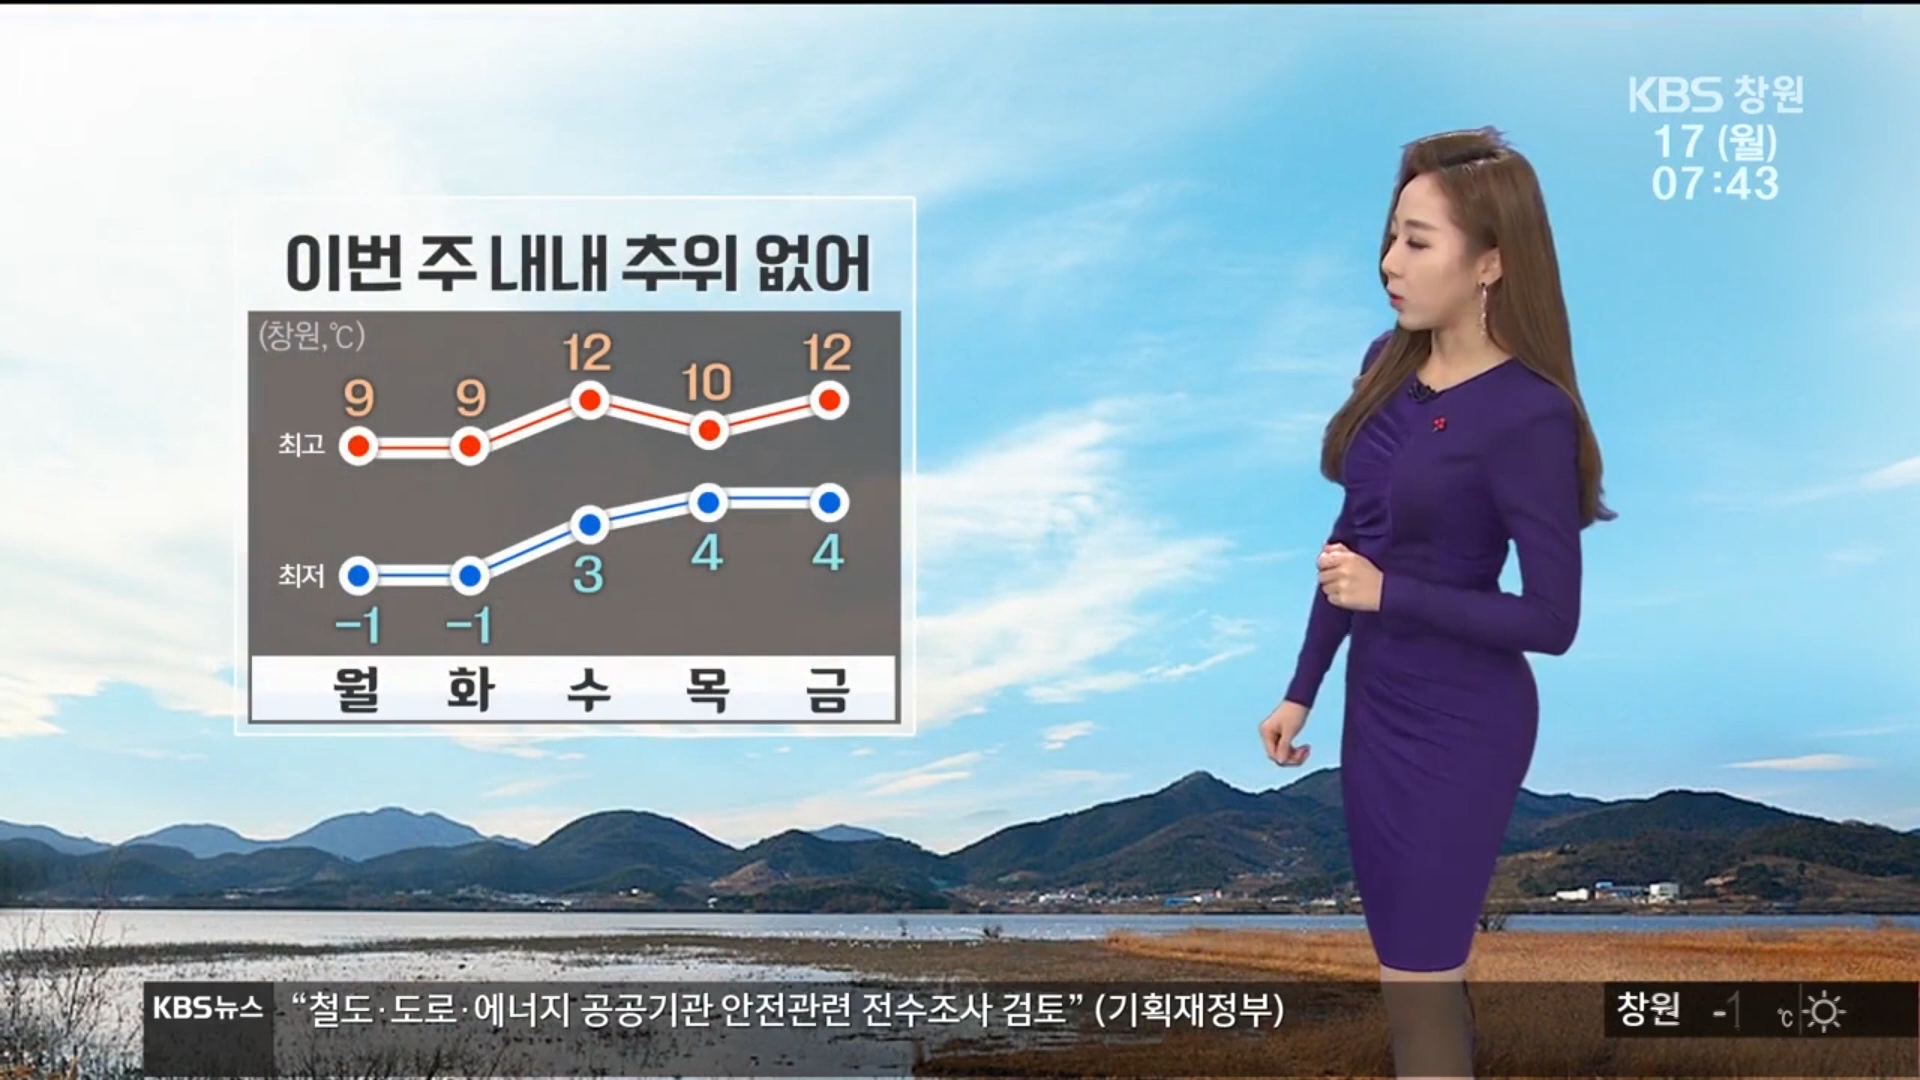 KBS 창원
17 (월)
07:43
이번 주 내내 추위 없어
(창원,℃)
9 9 12 10 12
최고
최저
-1 -1 3 4 4
월 화 수 목 금
KBS뉴스 “철도·도로·에너지 공공기관 안전관련 전수조사 검토” (기획재정부) 창원 -1 ℃